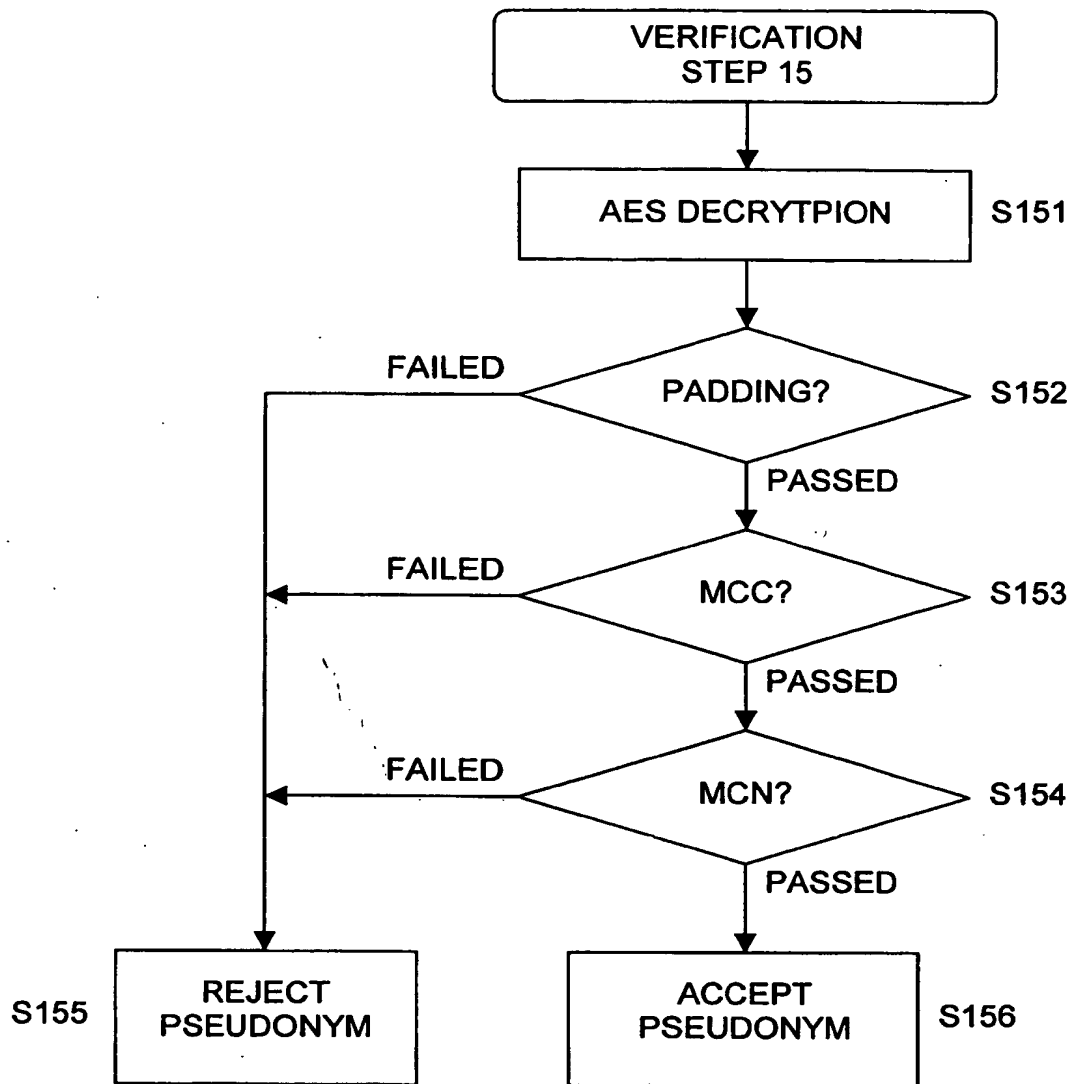 VERIFICATION
STEP 15
AES DECRYTPION
S151
FAILED
PADDING?
S152
PASSED
FAILED
MCC?
S153
PASSED
FAILED
MCN?
S154
PASSED
S155
REJECT
PSEUDONYM
ACCEPT
PSEUDONYM
S156